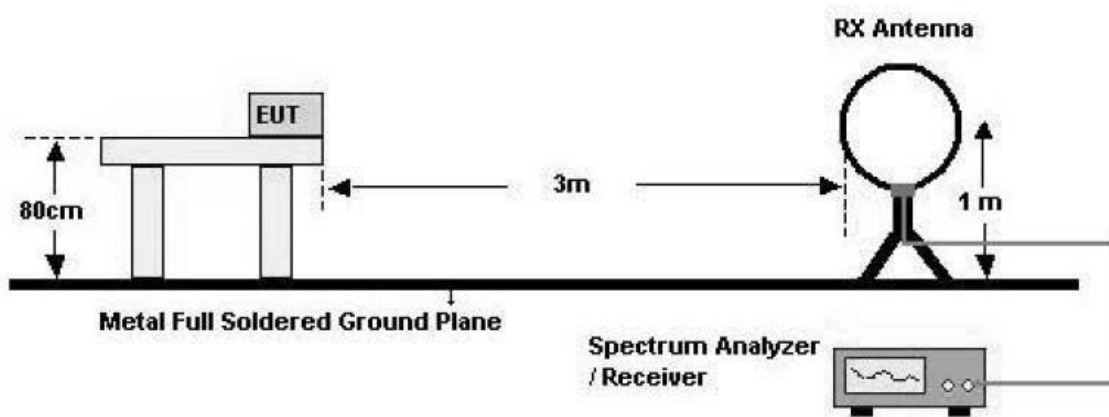 RX Antenna
EUT
3m
80cm
1 m
Metal Full Soldered Ground Plane
Spectrum Analyzer
/ Receiver